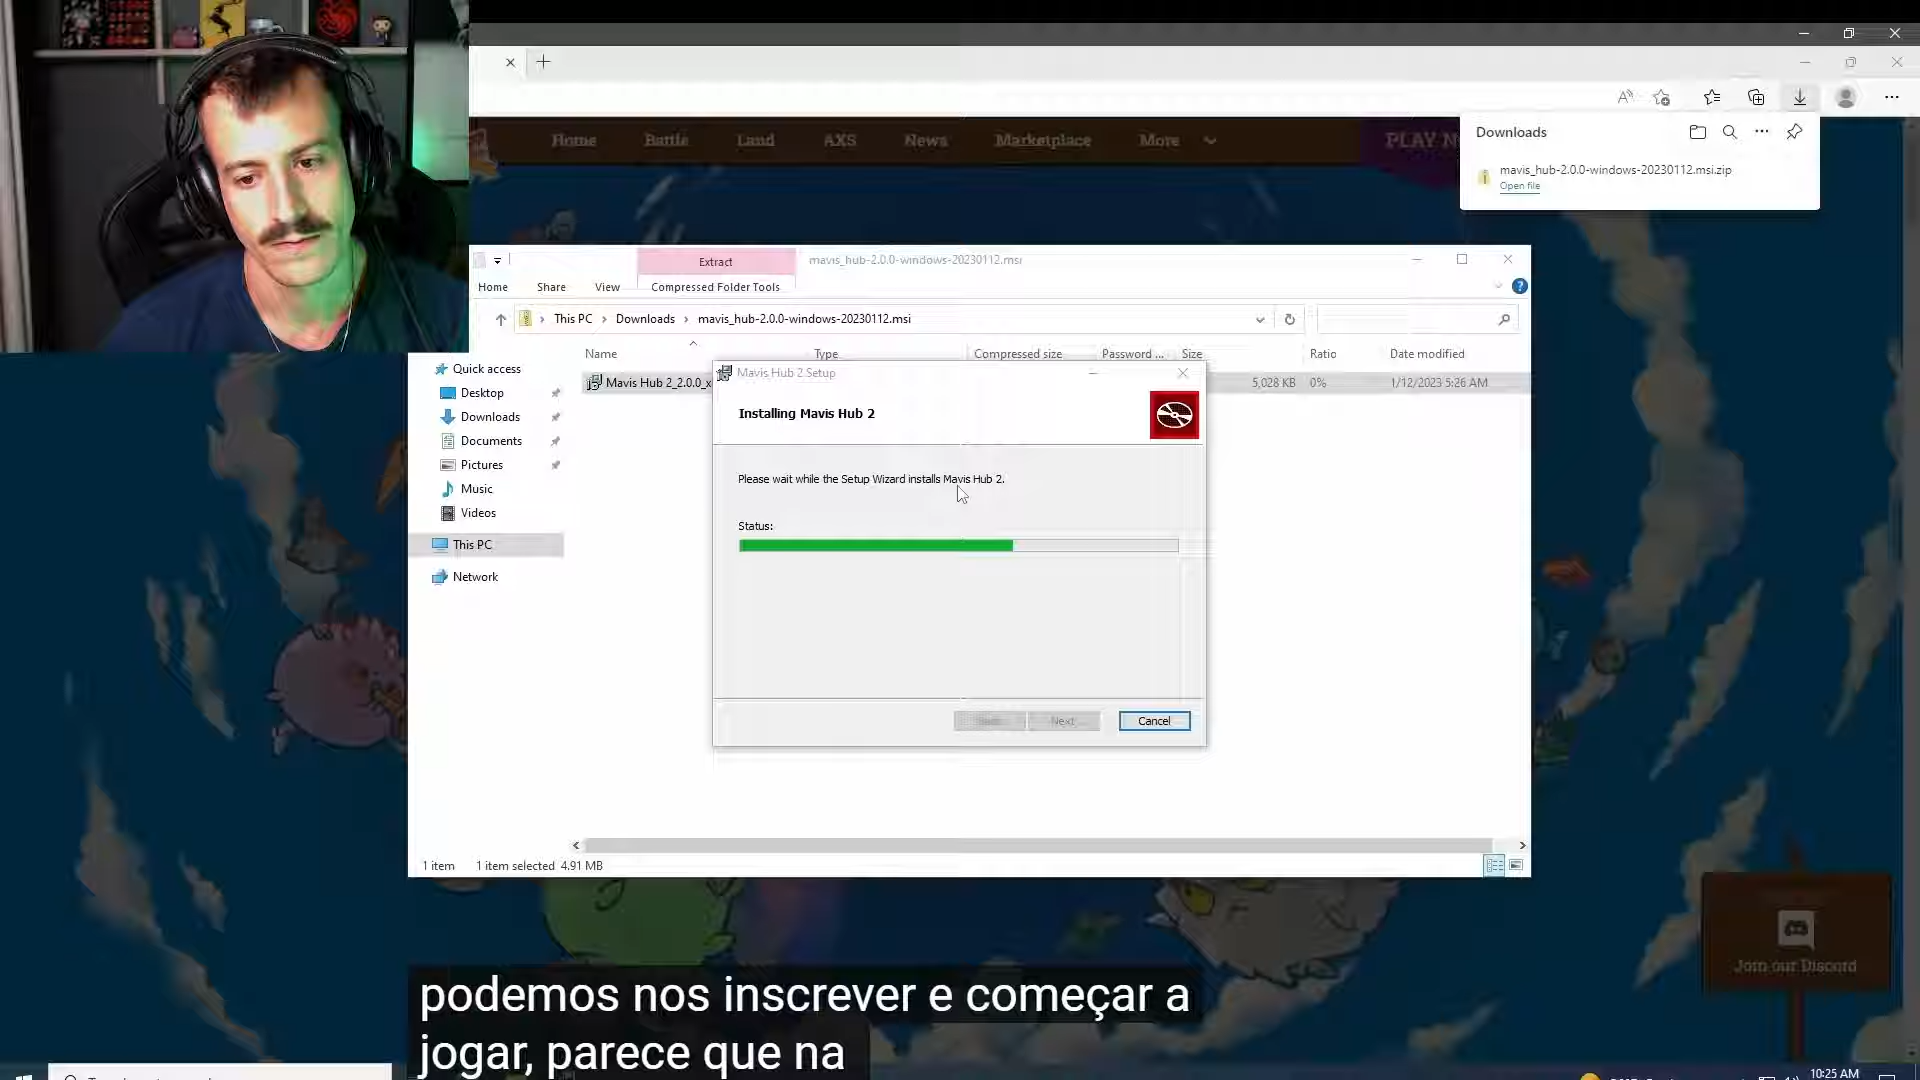 Home
Battle
Land
AXS
News
Marketplace
More
PLAY N
Downloads
mavis_hub-2.0.0-windows-20230112.msi.zip
Open file
Extract
mavis_hub-2.0.0-windows-20230112.msi
Home
Share
View
Compressed Folder Tools
This PC
Downloads
mavis_hub-2.0.0-windows-20230112.msi
Name
Type
Compressed size
Password ...
Size
Ratio
Date modified
Quick access
Desktop
Downloads
Documents
Pictures
Music
Videos
This PC
Network
Mavis Hub 2_2.0.0_x
5,028 KB
0%
1/12/2023 5:26 AM
Mavis Hub 2 Setup
Installing Mavis Hub 2
Please wait while the Setup Wizard installs Mavis Hub 2.
Status:
Next
Cancel
1 item
1 item selected 4.91 MB
Join our Discord
podemos nos inscrever e começar a
jogar, parece que na
10:25 AM